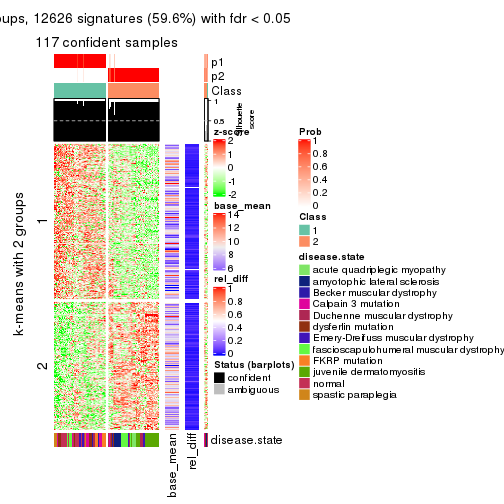 oups, 12626 signatures (59.6%) with fdr < 0.05
117 confident samples
p1
p2
Class
1
0.5
0
Silhouette
score
k-means with 2 groups
1
2
base_mean
rel_diff
disease.state
z-score
2
1
0
-1
-2
base_mean
14
12
10
8
6
rel_diff
1
0.8
0.6
0.4
0.2
0
Status (barplots)
confident
ambiguous
Prob
1
0.8
0.6
0.4
0.2
0
Class
1
2
disease.state
acute quadriplegic myopathy
amyotophic lateral sclerosis
Becker muscular dystrophy
Calpain 3 mutation
Duchenne muscular dystrophy
dysferlin mutation
Emery-Dreifuss muscular dystrophy
fascioscapulohumeral muscular dystrophy
FKRP mutation
juvenile dermatomyositis
normal
spastic paraplegia